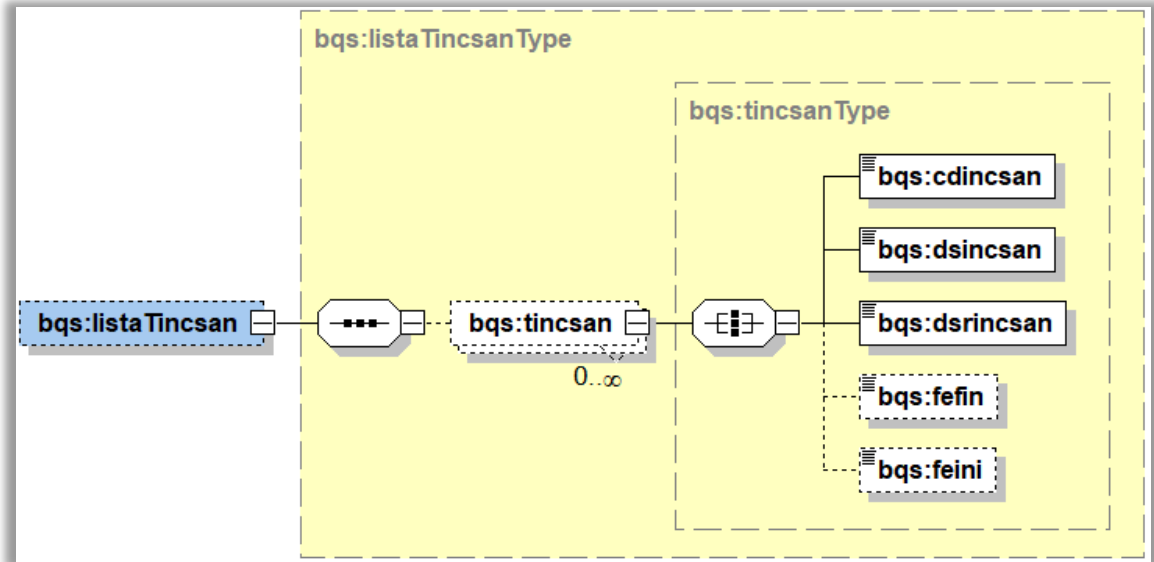 bqs:listaTincsanType
bqs:tincsanType
bqs:cdincsan
bqs:dsincsan
bqs:listaTincsan
bqs:tincsan
bqs:dsrincsan
0..∞
bqs:fefin
bqs:feini